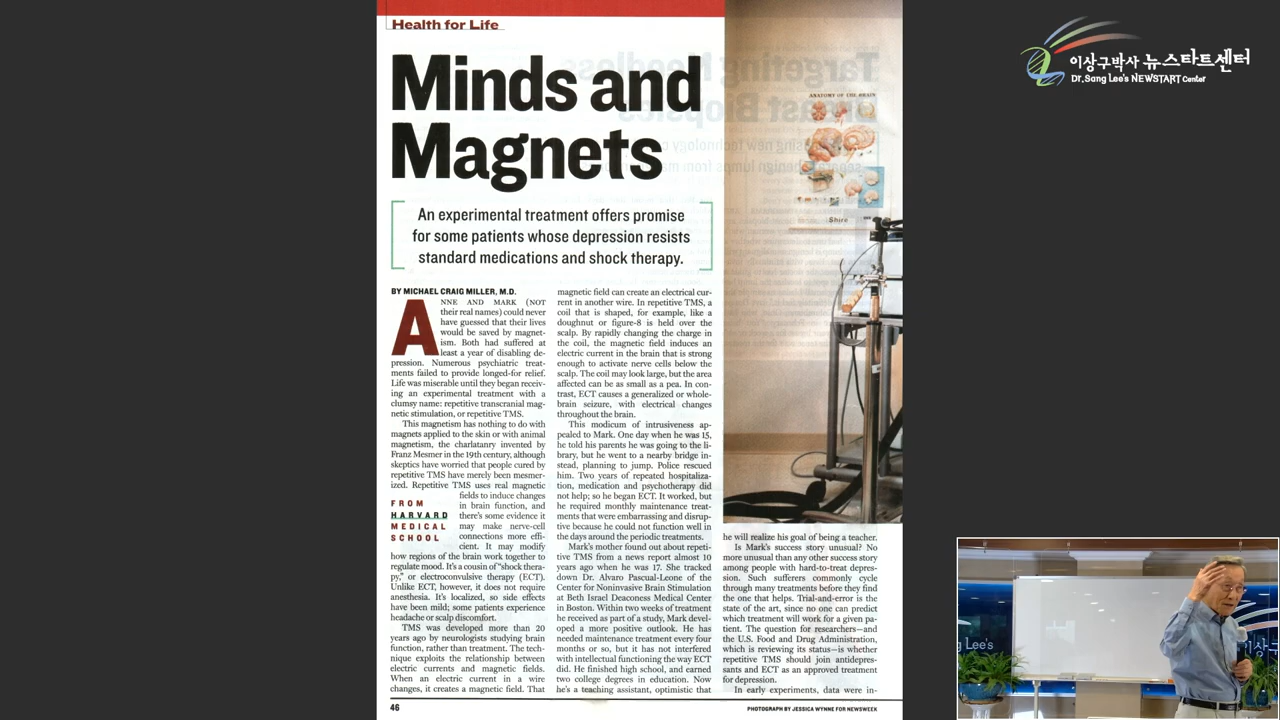 Health for Life
Minds and
Magnets
An experimental treatment offers promise
for some patients whose depression resists
standard medications and shock therapy.
BY MICHAEL CRAIG MILLER, M.D.
ANNE AND MARK (NOT
their real names) could never
have guessed that their lives
would be saved by magnet-
ism. Both had suffered at
least a year of disabling de-
pression. Numerous psychiatric treat-
ments failed to provide longed-for relief.
Life was miserable until they began receiv-
ing an experimental treatment with a
clumsy name: repetitive transcranial mag-
netic stimulation, or repetitive TMS.
This magnetism has nothing to do with
magnets applied to the skin or with animal
magnetism, the charlatanry invented by
Franz Mesmer in the 19th century, although
skeptics have worried that people cured by
repetitive TMS have merely been mesmer-
ized. Repetitive TMS uses real magnetic
fields to induce changes
in brain function, and
there's some evidence it
may make nerve-cell
connections more effi-
cient. It may modify
FROM
HARVARD
MEDICAL
SCHOOL
how regions of the brain work together to
regulate mood. It's a cousin of "shock thera-
py," or electroconvulsive therapy (ECT).
Unlike ECT, however, it does not require
anesthesia. It's localized, so side effects
have been mild; some patients experience
headache or scalp discomfort.
TMS was developed more than 20
years ago by neurologists studying brain
function, rather than treatment. The tech-
nique exploits the relationship between
electric currents and magnetic fields.
When an electric current in a wire
changes, it creates a magnetic field. That
magnetic field can create an electrical cur-
rent in another wire. In repetitive TMS, a
coil that is shaped, for example, like a
doughnut or figure-8 is held over the
scalp. By rapidly changing the charge in
the coil, the magnetic field induces an
electric current in the brain that is strong
enough to activate nerve cells below the
scalp. The coil may look large, but the area
affected can be as small as a pea. In con-
trast, ECT causes a generalized or whole-
brain seizure, with electrical changes
throughout the brain.
This modicum of intrusiveness ap-
pealed to Mark. One day when he was 15,
he told his parents he was going to the li-
brary, but he went to a nearby bridge in-
stead, planning to jump. Police rescued
him. Two years of repeated hospitaliza-
tion, medication and psychotherapy did
not help; so he began ECT. It worked, but
he required monthly maintenance treat-
ments that were embarrassing and disrup-
tive because he could not function well in
the days around the periodic treatments.
Mark's mother found out about repeti-
tive TMS from a news report almost 10
years ago when he was 17. She tracked
down Dr. Alvaro Pascual-Leone of the
Center for Noninvasive Brain Stimulation
at Beth Israel Deaconess Medical Center
in Boston. Within two weeks of treatment
he received as part of a study, Mark devel-
oped a more positive outlook. He has
needed maintenance treatment every four
months or so, but it has not interfered
with intellectual functioning the way ECT
did. He finished high school, and earned
two college degrees in education. Now
he's a teaching assistant, optimistic that
he will realize his goal of being a teacher.
Is Mark's success story unusual? No
more unusual than any other success story
among people with hard-to-treat depres-
sion. Such sufferers commonly cycle
through many treatments before they find
the one that helps. Trial-and-error is the
state of the art, since no one can predict
which treatment will work for a given pa-
tient. The question for researchers—and
the U.S. Food and Drug Administration,
which is reviewing its status—is whether
repetitive TMS should join antidepres-
sants and ECT as an approved treatment
for depression.
In early experiments, data were in-
46
PHOTOGRAPH BY JESSICA WYNNE FOR NEWSWEEK
ANATOMY OF THE BRAIN
Shire
이상구박사 뉴스타트센터
Dr. Sang Lee's NEWSTART Center
g Lee's